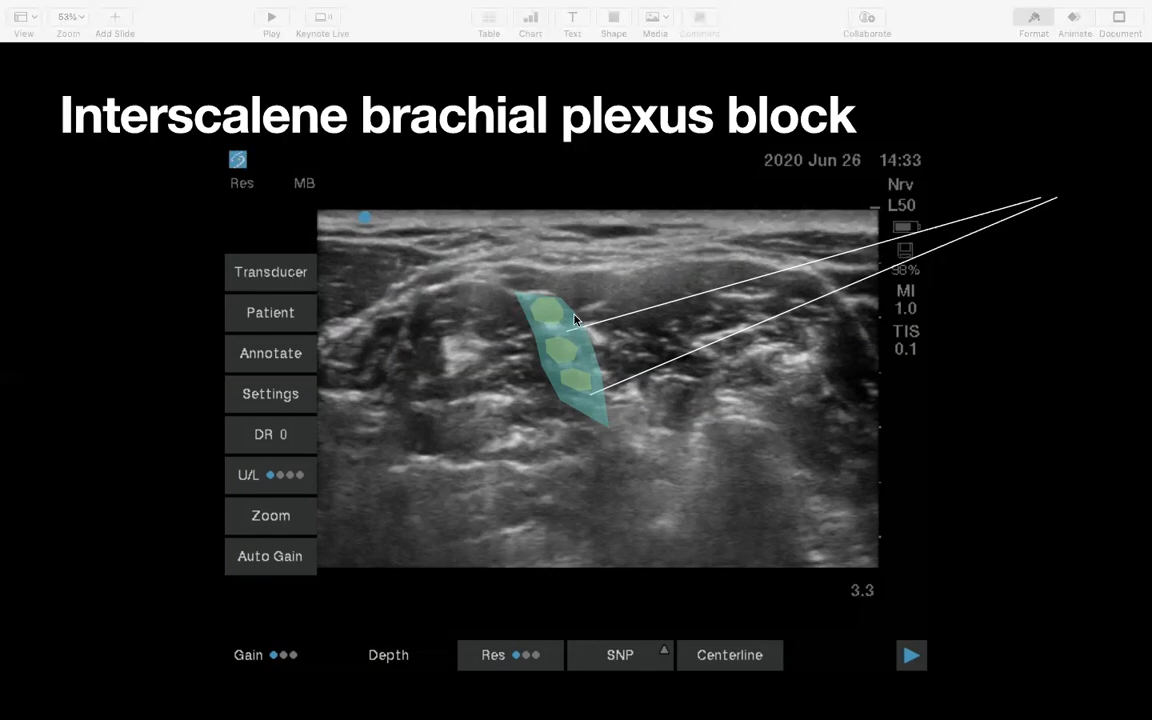 53%
View Zoom Add Slide Play Keynote Live Table Chart Text Shape Media Comment Collaborate Format Animate Document
Interscalene brachial plexus block
2020 Jun 26 14:33
Res MB
Nrv
L50
98%
MI
1.0
TIS
0.1
Transducer
Patient
Annotate
Settings
DR 0
U/L
Zoom
Auto Gain
3.3
Gain Depth Res SNP Centerline